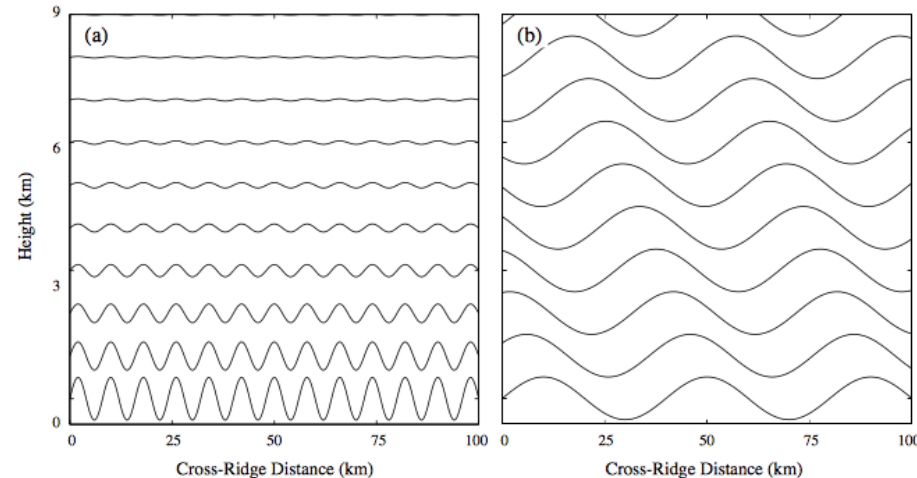 (a)
(b)
Height (km)
9
6
3
0
0 25 50 75 100
0 25 50 75 100
Cross-Ridge Distance (km)
Cross-Ridge Distance (km)